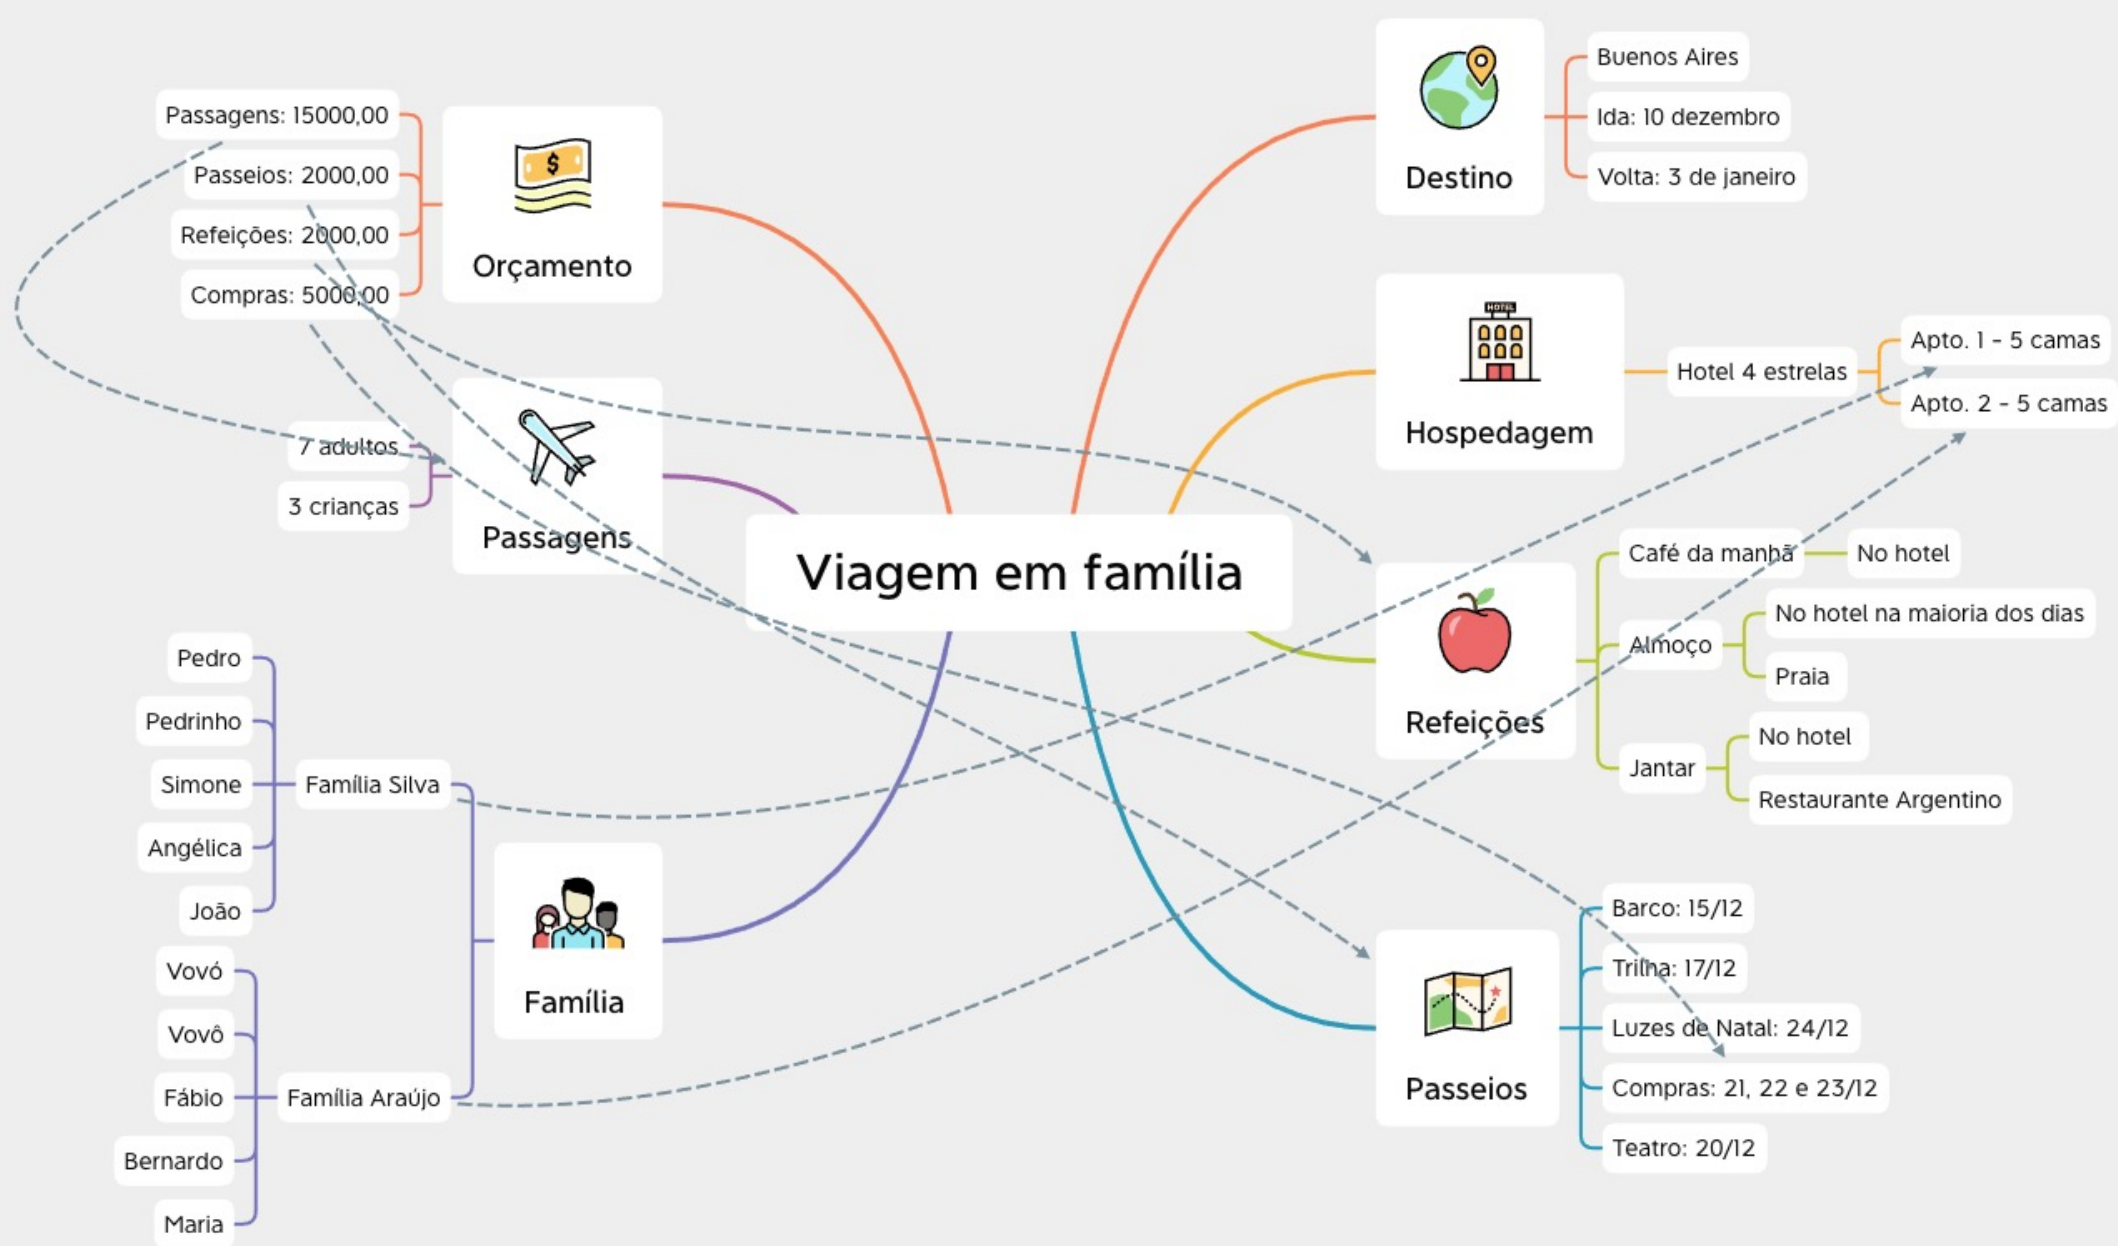 Viagem em família
Orçamento
Passagens: 15000,00
Passeios: 2000,00
Refeições: 2000,00
Compras: 5000,00
Passagens
7 adultos
3 crianças
Família
Família Silva
Pedro
Pedrinho
Simone
Angélica
João
Família Araújo
Vovó
Vovô
Fábio
Bernardo
Maria
Destino
Buenos Aires
Ida: 10 dezembro
Volta: 3 de janeiro
HOTEL
Hospedagem
Hotel 4 estrelas
Apto. 1 - 5 camas
Apto. 2 - 5 camas
Refeições
Café da manhã
No hotel
Almoço
No hotel na maioria dos dias
Praia
Jantar
No hotel
Restaurante Argentino
Passeios
Barco: 15/12
Trilha: 17/12
Luzes de Natal: 24/12
Compras: 21, 22 e 23/12
Teatro: 20/12